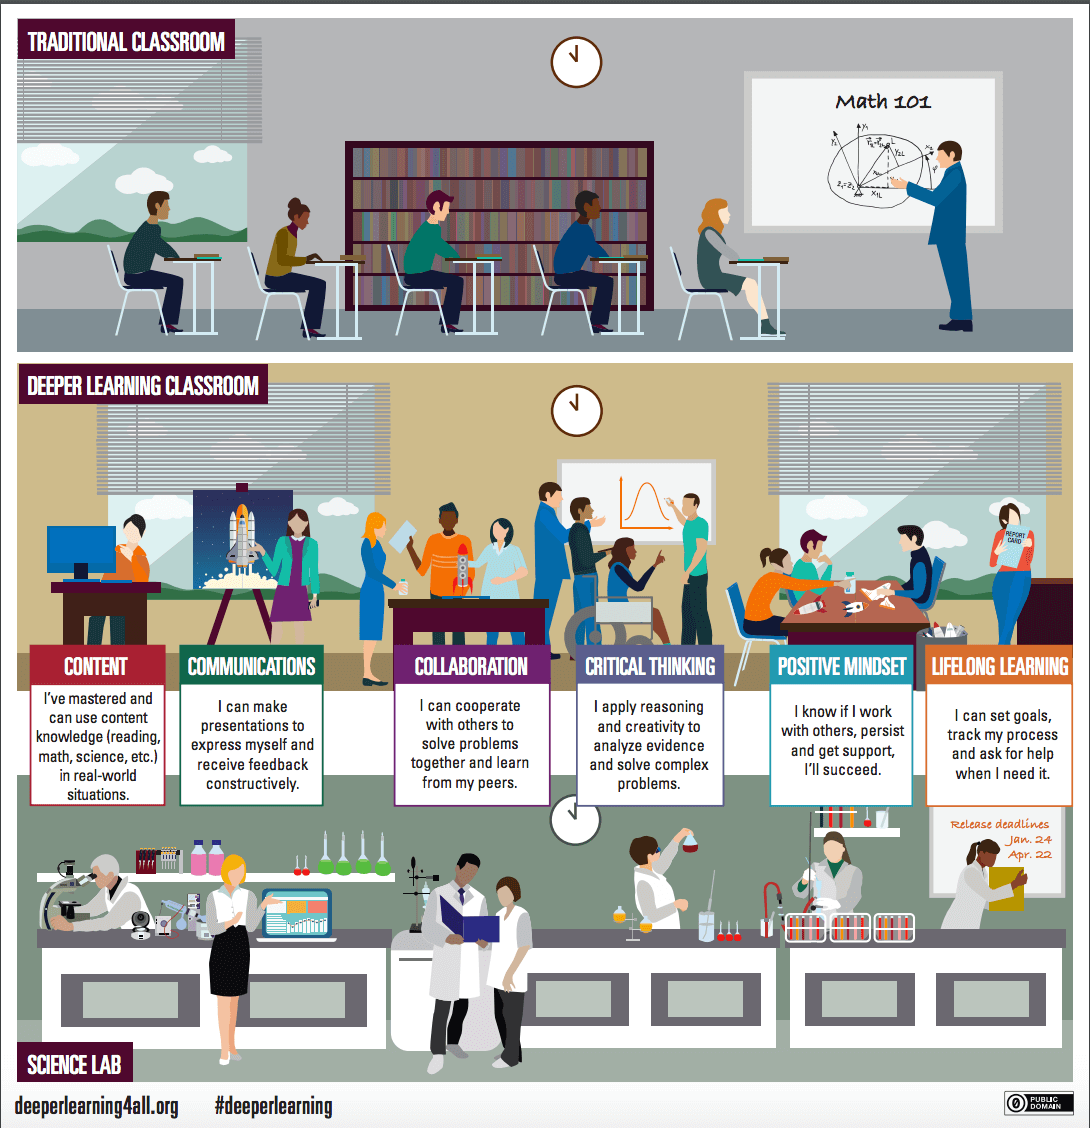 TRADITIONAL CLASSROOM
Math 101
DEEPER LEARNING CLASSROOM
REPORT
CARD
CONTENT
I've mastered and
can use content
knowledge (reading,
math, science, etc.)
in real-world
situations.
COMMUNICATIONS
I can make
presentations to
express myself and
receive feedback
constructively.
COLLABORATION
I can cooperate
with others to
solve problems
together and learn
from my peers.
CRITICAL THINKING
I apply reasoning
and creativity to
analyze evidence
and solve complex
problems.
POSITIVE MINDSET
I know if I work
with others, persist
and get support,
I'll succeed.
LIFELONG LEARNING
I can set goals,
track my process
and ask for help
when I need it.
Release deadlines
Jan. 24
Apr. 22
SCIENCE LAB
deeperlearning4all.org
#deeperlearning
0
PUBLIC
DOMAIN